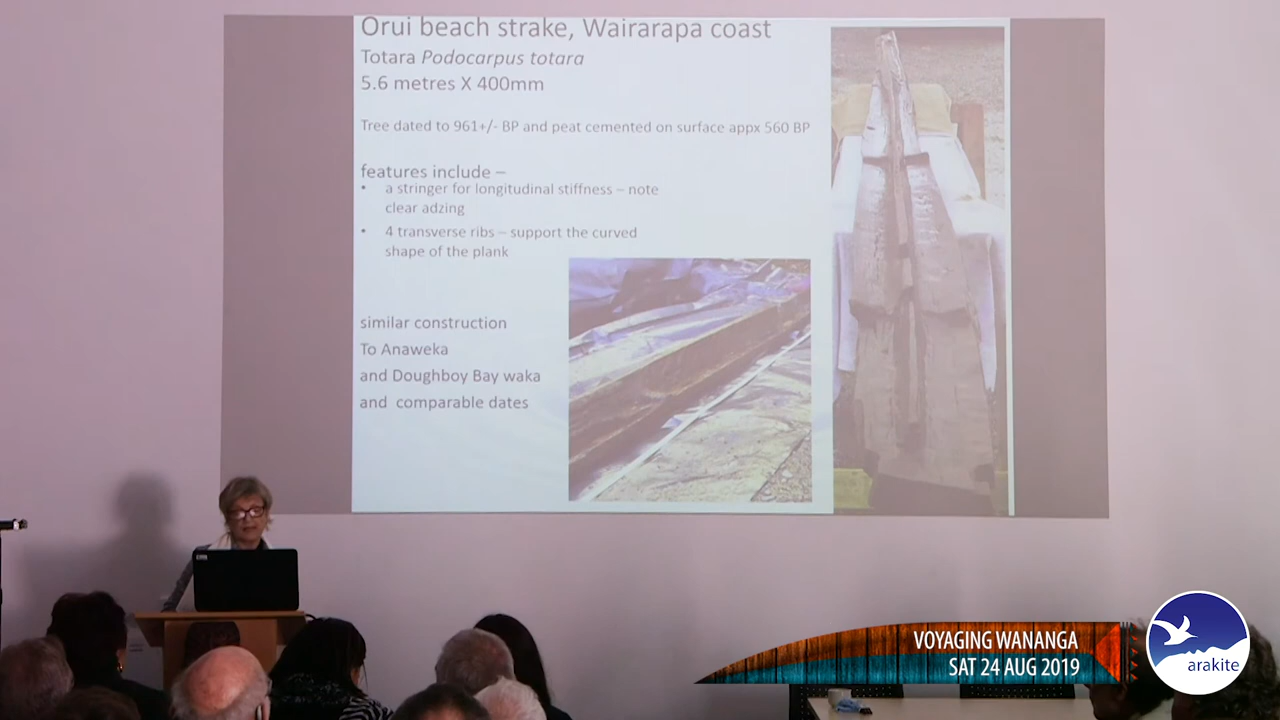 Orui beach strake, Wairarapa coast
Totara Podocarpus totara
5.6 metres X 400mm
Tree dated to 961+/- BP and peat cemented on surface appx 560 BP
features include –
• a stringer for longitudinal stiffness – note
clear adzing
• 4 transverse ribs – support the curved
shape of the plank
similar construction
To Anaweka
and Doughboy Bay waka
and comparable dates
VOYAGING WANANGA
SAT 24 AUG 2019
arakite